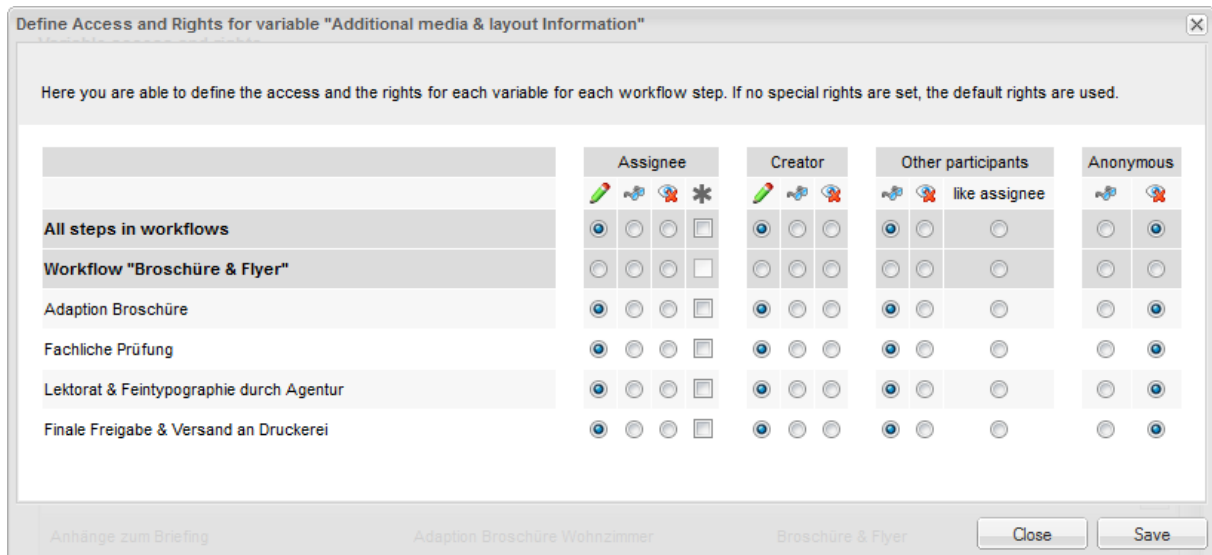 Define Access and Rights for variable "Additional media & layout Information"
Variable access and rights
Here you are able to define the access and the rights for each variable for each workflow step. If no special rights are set, the default rights are used.
Assignee Creator Other participants Anonymous
like assignee
All steps in workflows
Workflow "Broschüre & Flyer"
Adaption Broschüre
Fachliche Prüfung
Lektorat & Feintypographie durch Agentur
Finale Freigabe & Versand an Druckerei
Anhänge zum Briefing Adaption Broschüre Wohnzimmer Broschüre & Flyer Close Save